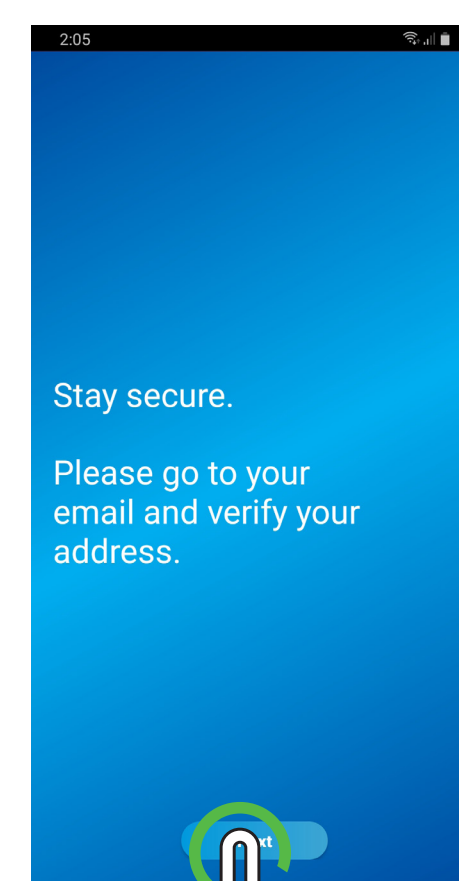 2:05
Stay secure.
Please go to your
email and verify your
address.